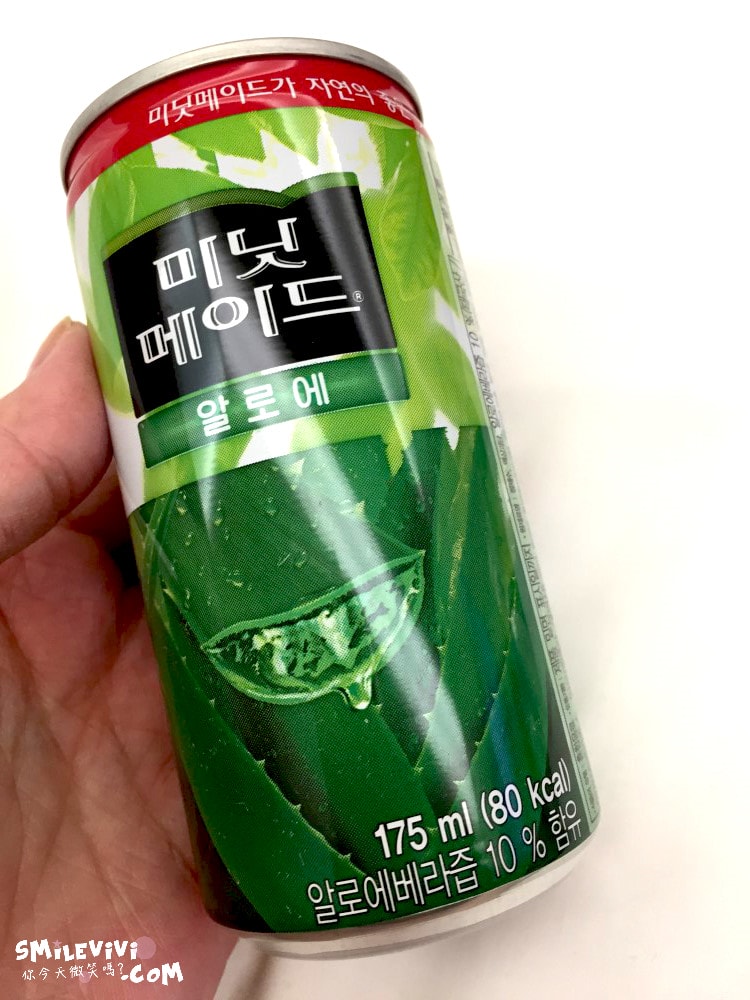 미닛메이드가 자연의 좋은
미닛
메이드®
알로에
175 ml (80 kcal)
알로에베라즙 10 % 함유
SMILEVIVI
你今天微笑嗎?.COM